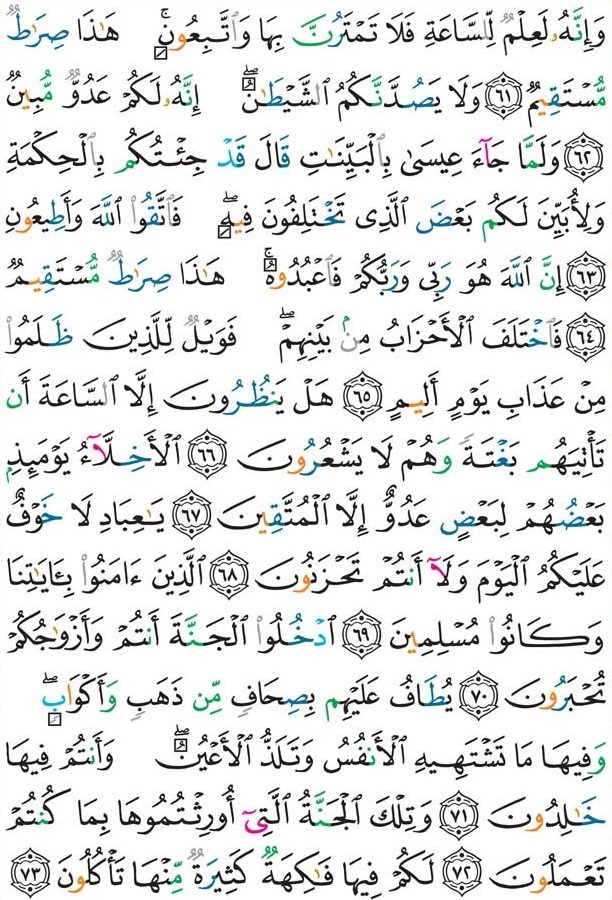 وَإِنَّهُۥ لَعِلْمٌ لِّلسَّاعَةِ فَلَا تَمْتَرُنَّ بِهَا وَٱتَّبِعُونِ ۚ هَٰذَا صِرَٰطٌ
مُّسْتَقِيمٌ ٦١ وَلَا يَصُدَّنَّكُمُ ٱلشَّيْطَٰنُ ۖ إِنَّهُۥ لَكُمْ عَدُوٌّ مُّبِينٌ
٦٢ وَلَمَّا جَآءَ عِيسَىٰ بِٱلْبَيِّنَٰتِ قَالَ قَدْ جِئْتُكُم بِٱلْحِكْمَةِ
وَلِأُبَيِّنَ لَكُم بَعْضَ ٱلَّذِى تَخْتَلِفُونَ فِيهِ ۖ فَٱتَّقُوا۟ ٱللَّهَ وَأَطِيعُونِ
٦٣ إِنَّ ٱللَّهَ هُوَ رَبِّى وَرَبُّكُمْ فَٱعْبُدُوهُ ۚ هَٰذَا صِرَٰطٌ مُّسْتَقِيمٌ
٦٤ فَٱخْتَلَفَ ٱلْأَحْزَابُ مِنۢ بَيْنِهِمْ ۖ فَوَيْلٌ لِّلَّذِينَ ظَلَمُوا۟
مِنْ عَذَابِ يَوْمٍ أَلِيمٍ ٦٥ هَلْ يَنظُرُونَ إِلَّا ٱلسَّاعَةَ أَن
تَأْتِيَهُم بَغْتَةً وَهُمْ لَا يَشْعُرُونَ ٦٦ ٱلْأَخِلَّآءُ يَوْمَئِذٍۭ
بَعْضُهُمْ لِبَعْضٍ عَدُوٌّ إِلَّا ٱلْمُتَّقِينَ ٦٧ يَٰعِبَادِ لَا خَوْفٌ
عَلَيْكُمُ ٱلْيَوْمَ وَلَآ أَنتُمْ تَحْزَنُونَ ٦٨ ٱلَّذِينَ ءَامَنُوا۟ بِـَٔايَٰتِنَا
وَكَانُوا۟ مُسْلِمِينَ ٦٩ ٱدْخُلُوا۟ ٱلْجَنَّةَ أَنتُمْ وَأَزْوَٰجُكُمْ
تُحْبَرُونَ ٧٠ يُطَافُ عَلَيْهِم بِصِحَافٍ مِّن ذَهَبٍ وَأَكْوَابٍ ۖ
وَفِيهَا مَا تَشْتَهِيهِ ٱلْأَنفُسُ وَتَلَذُّ ٱلْأَعْيُنُ ۖ وَأَنتُمْ فِيهَا
خَٰلِدُونَ ٧١ وَتِلْكَ ٱلْجَنَّةُ ٱلَّتِىٓ أُورِثْتُمُوهَا بِمَا كُنتُمْ
تَعْمَلُونَ ٧٢ لَكُمْ فِيهَا فَٰكِهَةٌ كَثِيرَةٌ مِّنْهَا تَأْكُلُونَ ٧٣